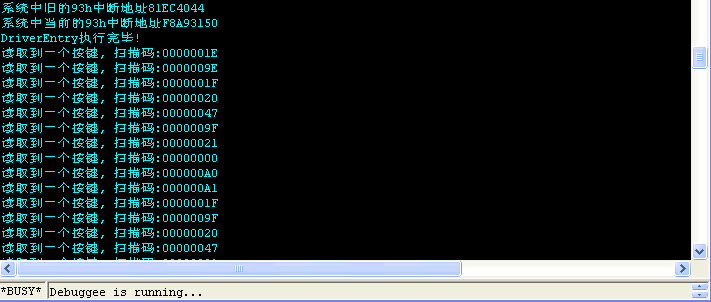 系统中旧的93h中断地址81EC4044
系统中当前的93h中断地址F8A93150
DriverEntry执行完毕!
读取到一个按键, 扫描码:0000001E
读取到一个按键, 扫描码:0000009E
读取到一个按键, 扫描码:0000001F
读取到一个按键, 扫描码:00000020
读取到一个按键, 扫描码:00000047
读取到一个按键, 扫描码:0000009F
读取到一个按键, 扫描码:00000021
读取到一个按键, 扫描码:00000000
读取到一个按键, 扫描码:000000A0
读取到一个按键, 扫描码:000000A1
读取到一个按键, 扫描码:0000001F
读取到一个按键, 扫描码:0000009F
读取到一个按键, 扫描码:00000020
读取到一个按键, 扫描码:00000047
*BUSY* Debuggee is running...